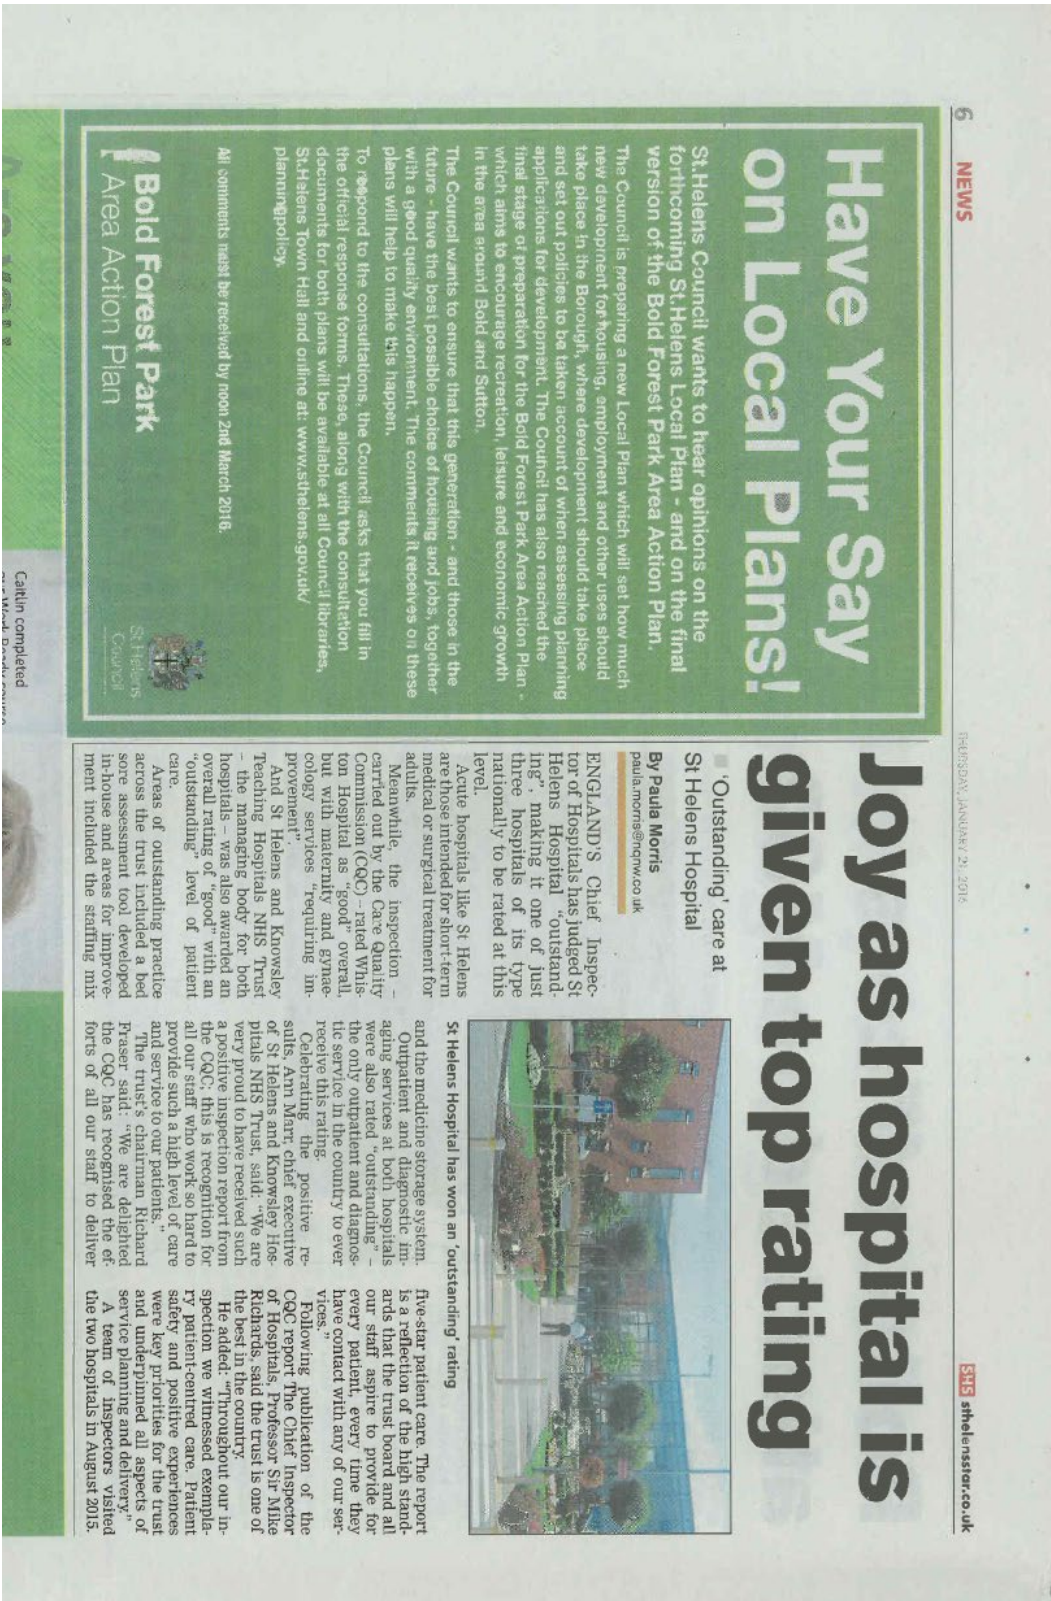 6
NEWS
THURSDAY, JANUARY 21, 2016
SHS sthelensstar.co.uk
Have Your Say
on Local Plans!
St.Helens Council wants to hear opinions on the
forthcoming St.Helens Local Plan - and on the final
version of the Bold Forest Park Area Action Plan.
The Council is preparing a new Local Plan which will set how much
new development for housing, employment and other uses should
take place in the Borough, where development should take place
and set out policies to be taken account of when assessing planning
applications for development. The Council has also reached the
final stage of preparation for the Bold Forest Park Area Action Plan -
which aims to encourage recreation, leisure and economic growth
in the area around Bold and Sutton.
The Council wants to ensure that this generation - and those in the
future - have the best possible choice of housing and jobs, together
with a good quality environment. The comments it receives on these
plans will help to make this happen.
To respond to the consultations, the Council asks that you fill in
the official response forms. These, along with the consultation
documents for both plans will be available at all Council libraries,
St.Helens Town Hall and online at: www.sthelens.gov.uk/
planningpolicy.
All comments must be received by noon 2nd March 2016.
Bold Forest Park
Area Action Plan
St.Helens
Council
Joy as hospital is
given top rating
'Outstanding' care at
St Helens Hospital
By Paula Morris
paula.morris@nqnw.co.uk
ENGLAND'S Chief Inspec-
tor of Hospitals has judged St
Helens Hospital "outstand-
ing", making it one of just
three hospitals of its type
nationally to be rated at this
level.
Acute hospitals like St Helens
are those intended for short-term
medical or surgical treatment for
adults.
Meanwhile, the inspection –
carried out by the Care Quality
Commission (CQC) – rated Whis-
ton Hospital as "good" overall,
but with maternity and gynae-
cology services "requiring im-
provement".
And St Helens and Knowsley
Teaching Hospitals NHS Trust
– the managing body for both
hospitals – was also awarded an
overall rating of "good" with an
"outstanding" level of patient
care.
Areas of outstanding practice
across the trust included a bed
sore assessment tool developed
in-house and areas for improve-
ment included the staffing mix
St Helens Hospital has won an 'outstanding' rating
and the medicine storage system.
Outpatient and diagnostic im-
aging services at both hospitals
were also rated "outstanding" –
the only outpatient and diagnos-
tic service in the country to ever
receive this rating.
Celebrating the positive re-
sults, Ann Marr, chief executive
of St Helens and Knowsley Hos-
pitals NHS Trust, said: "We are
very proud to have received such
a positive inspection report from
the CQC; this is recognition for
all our staff who work so hard to
provide such a high level of care
and service to our patients."
The trust's chairman Richard
Fraser said: "We are delighted
the CQC has recognised the ef-
forts of all our staff to deliver
five-star patient care. The report
is a reflection of the high stand-
ards that the trust board and all
our staff aspire to provide for
every patient, every time they
have contact with any of our ser-
vices."
Following publication of the
CQC report The Chief Inspector
of Hospitals, Professor Sir Mike
Richards, said the trust is one of
the best in the country.
He added: "Throughout our in-
spection we witnessed exempla-
ry patient-centred care. Patient
safety and positive experiences
were key priorities for the trust
and underpinned all aspects of
service planning and delivery."
A team of inspectors visited
the two hospitals in August 2015.
Caitlin completed